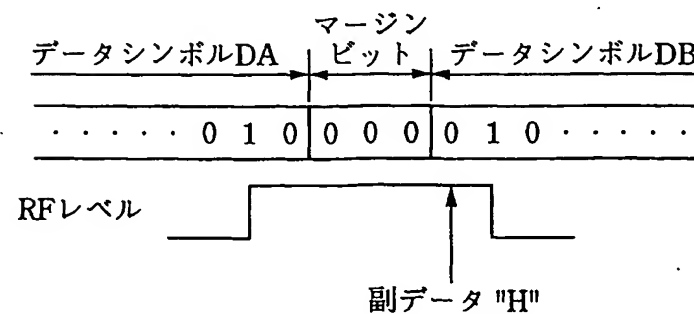 マージン
データシンボルDA ビット データシンボルDB
・・・・・ 0 1 0 0 0 0 0 1 0 ・・・・・
RFレベル
副データ "H"